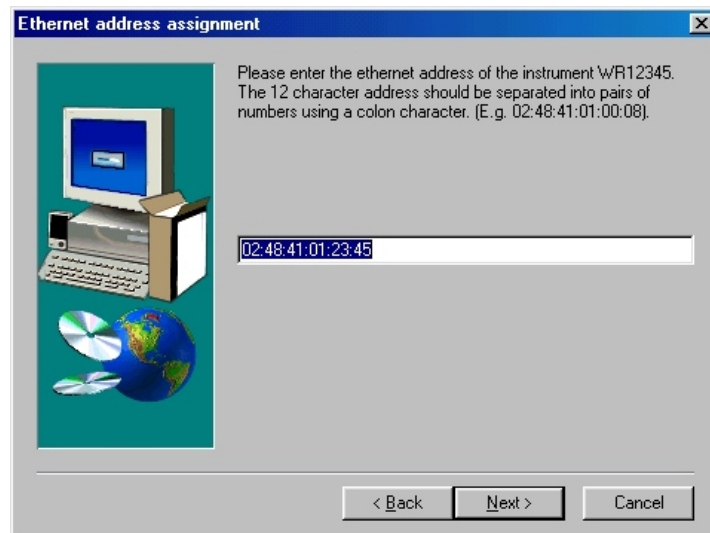 Ethernet address assignment
Please enter the ethernet address of the instrument WR12345.
The 12 character address should be separated into pairs of
numbers using a colon character. (E.g. 02:48:41:01:00:08).
02:48:41:01:23:45
< Back
Next >
Cancel